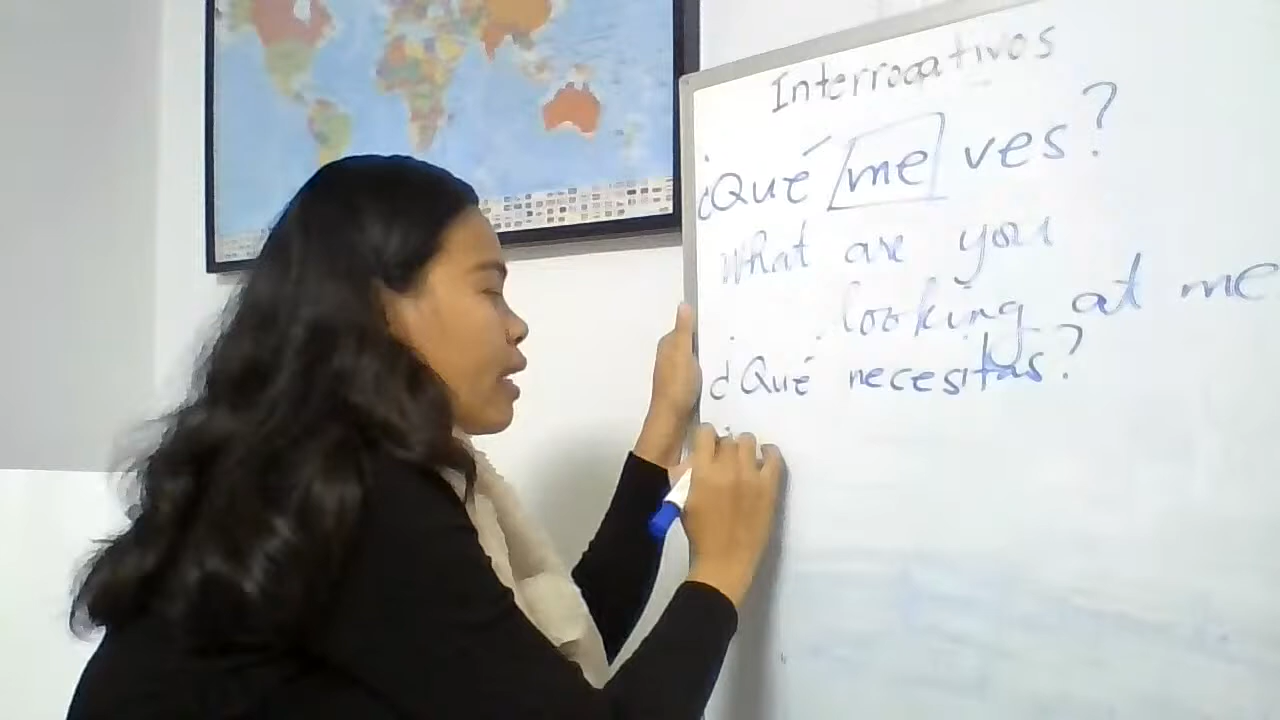 Interrogativos
¿Qué me ves?
What are you
looking at me
¿Qué necesitas?